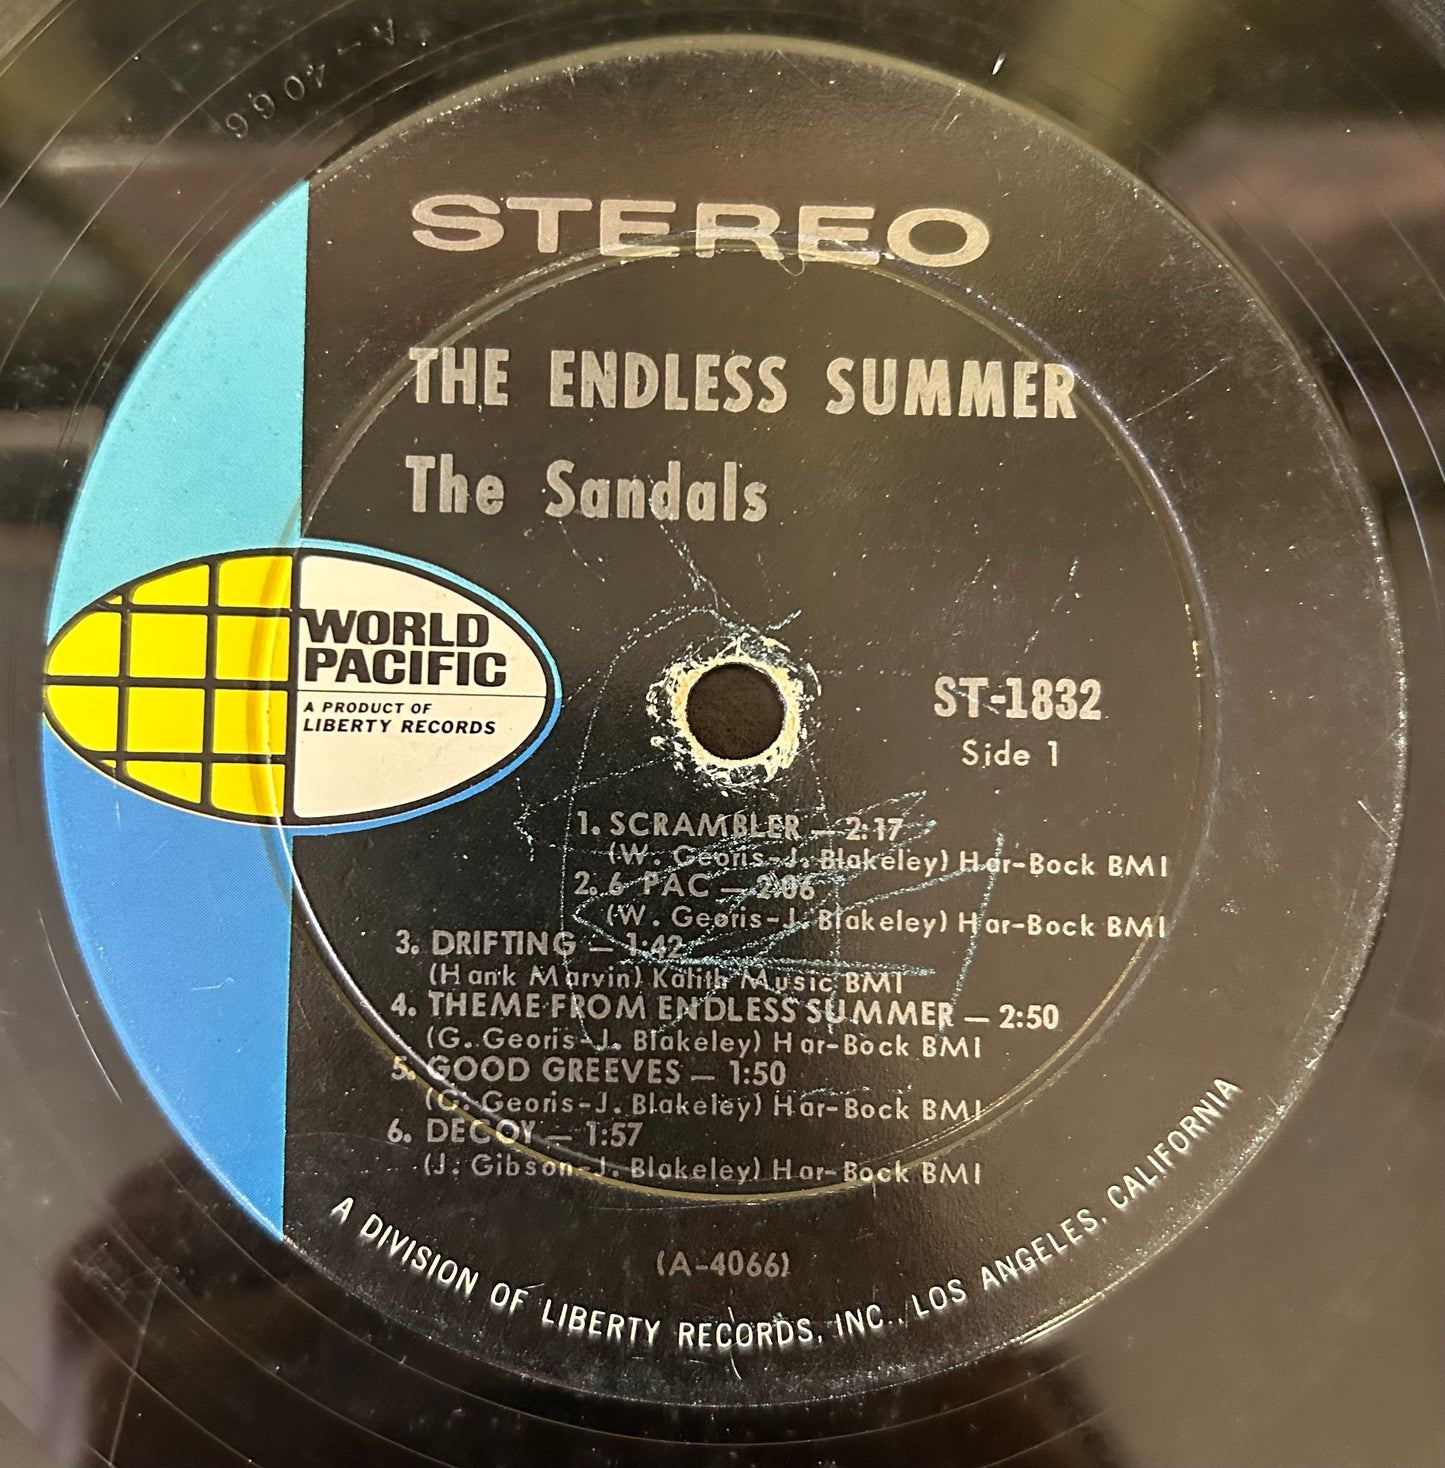 A-4066
STEREO
THE ENDLESS SUMMER
The Sandals
WORLD
PACIFIC
A PRODUCT OF
LIBERTY RECORDS
ST-1832
Side 1
1. SCRAMBLER — 2:17
(W. Georis-J. Blakeley) Har-Bock BMI
2. 6 PAC — 2:06
(W. Georis-J. Blakeley) Har-Bock BMI
3. DRIFTING — 1:42
(Hank Marvin) Kalith Music BMI
4. THEME FROM ENDLESS SUMMER — 2:50
(G. Georis-J. Blakeley) Har-Bock BMI
5. GOOD GREEVES — 1:50
(G. Georis-J. Blakeley) Har-Bock BMI
6. DECOY — 1:57
(J. Gibson-J. Blakeley) Har-Bock BMI
(A-4066)
A DIVISION OF LIBERTY RECORDS, INC., LOS ANGELES, CALIFORNIA